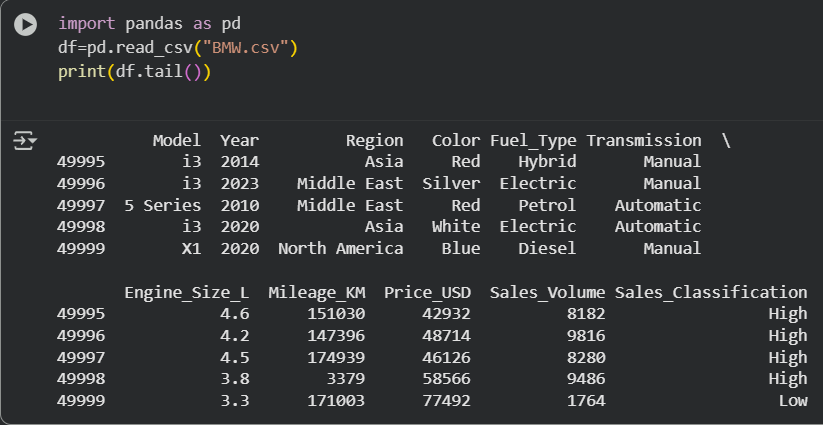 import pandas as pd
df=pd.read_csv("BMW.csv")
print(df.tail())
Model Year Region Color Fuel_Type Transmission \
49995 i3 2014 Asia Red Hybrid Manual
49996 i3 2023 Middle East Silver Electric Manual
49997 5 Series 2010 Middle East Red Petrol Automatic
49998 i3 2020 Asia White Electric Automatic
49999 X1 2020 North America Blue Diesel Manual
Engine_Size_L Mileage_KM Price_USD Sales_Volume Sales_Classification
49995 4.6 151030 42932 8182 High
49996 4.2 147396 48714 9816 High
49997 4.5 174939 46126 8280 High
49998 3.8 3379 58566 9486 High
49999 3.3 171003 77492 1764 Low